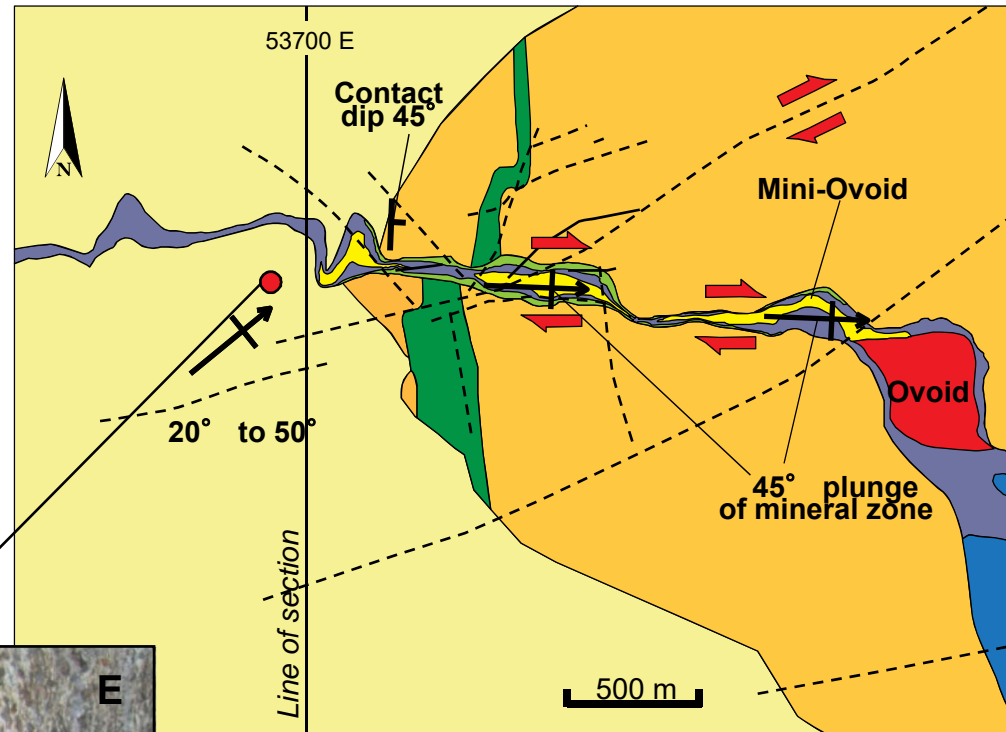 53700 E
Contact
dip 45°
N
Mini-Ovoid
Ovoid
20° to 50°
45° plunge
of mineral zone
Line of section
500 m
E